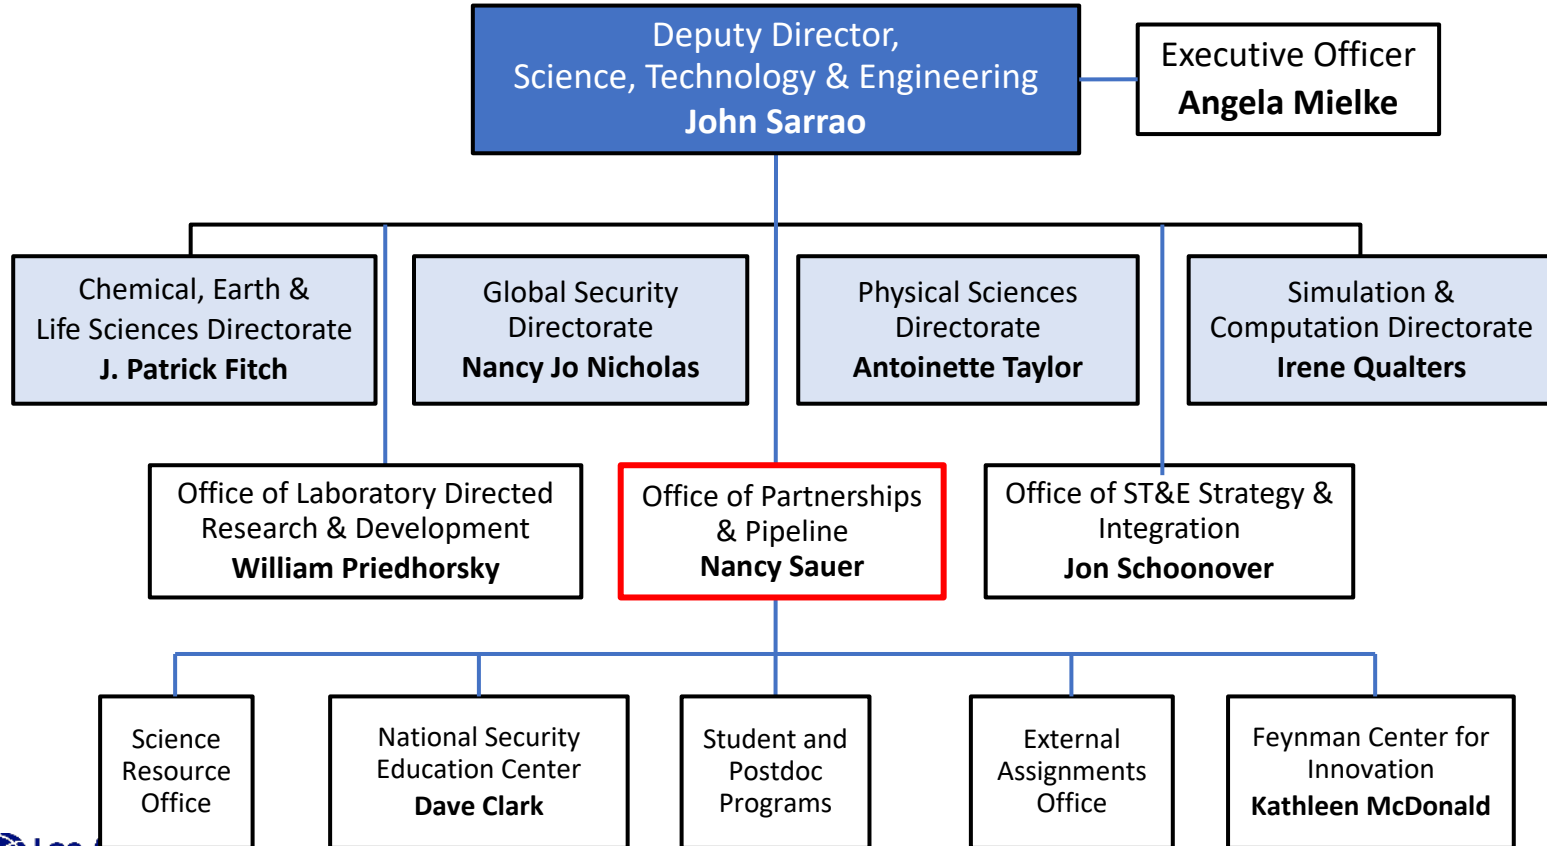 Deputy Director,
Science, Technology & Engineering
John Sarrao
Executive Officer
Angela Mielke
Chemical, Earth &
Life Sciences Directorate
J. Patrick Fitch
Global Security
Directorate
Nancy Jo Nicholas
Physical Sciences
Directorate
Antoinette Taylor
Simulation &
Computation Directorate
Irene Qualters
Office of Laboratory Directed
Research & Development
William Priedhorsky
Office of Partnerships
& Pipeline
Nancy Sauer
Office of ST&E Strategy &
Integration
Jon Schoonover
Science
Resource
Office
National Security
Education Center
Dave Clark
Student and
Postdoc
Programs
External
Assignments
Office
Feynman Center for
Innovation
Kathleen McDonald